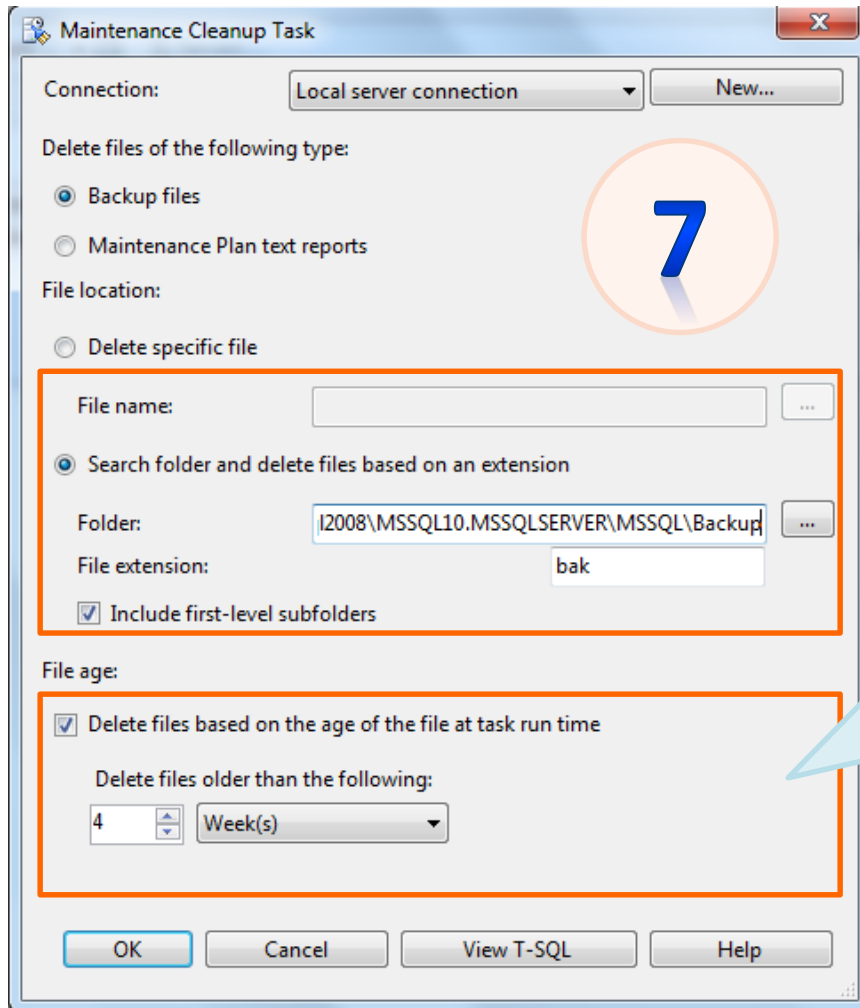 Maintenance Cleanup Task
Connection: Local server connection New...
Delete files of the following type:
Backup files
7
Maintenance Plan text reports
File location:
Delete specific file
File name: ...
Search folder and delete files based on an extension
Folder: l2008\MSSQL10.MSSQLSERVER\MSSQL\Backup ...
File extension: bak
Include first-level subfolders
File age:
Delete files based on the age of the file at task run time
Delete files older than the following:
4 Week(s)
OK Cancel View T-SQL Help